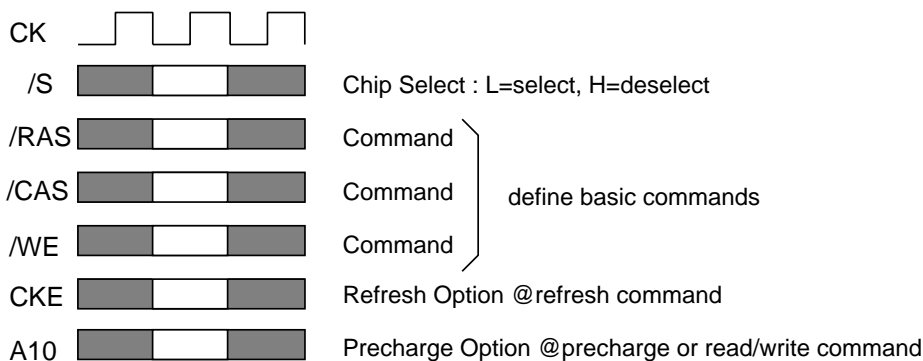 CK
/S Chip Select : L=select, H=deselect
/RAS Command
/CAS Command define basic commands
/WE Command
CKE Refresh Option @refresh command
A10 Precharge Option @precharge or read/write command